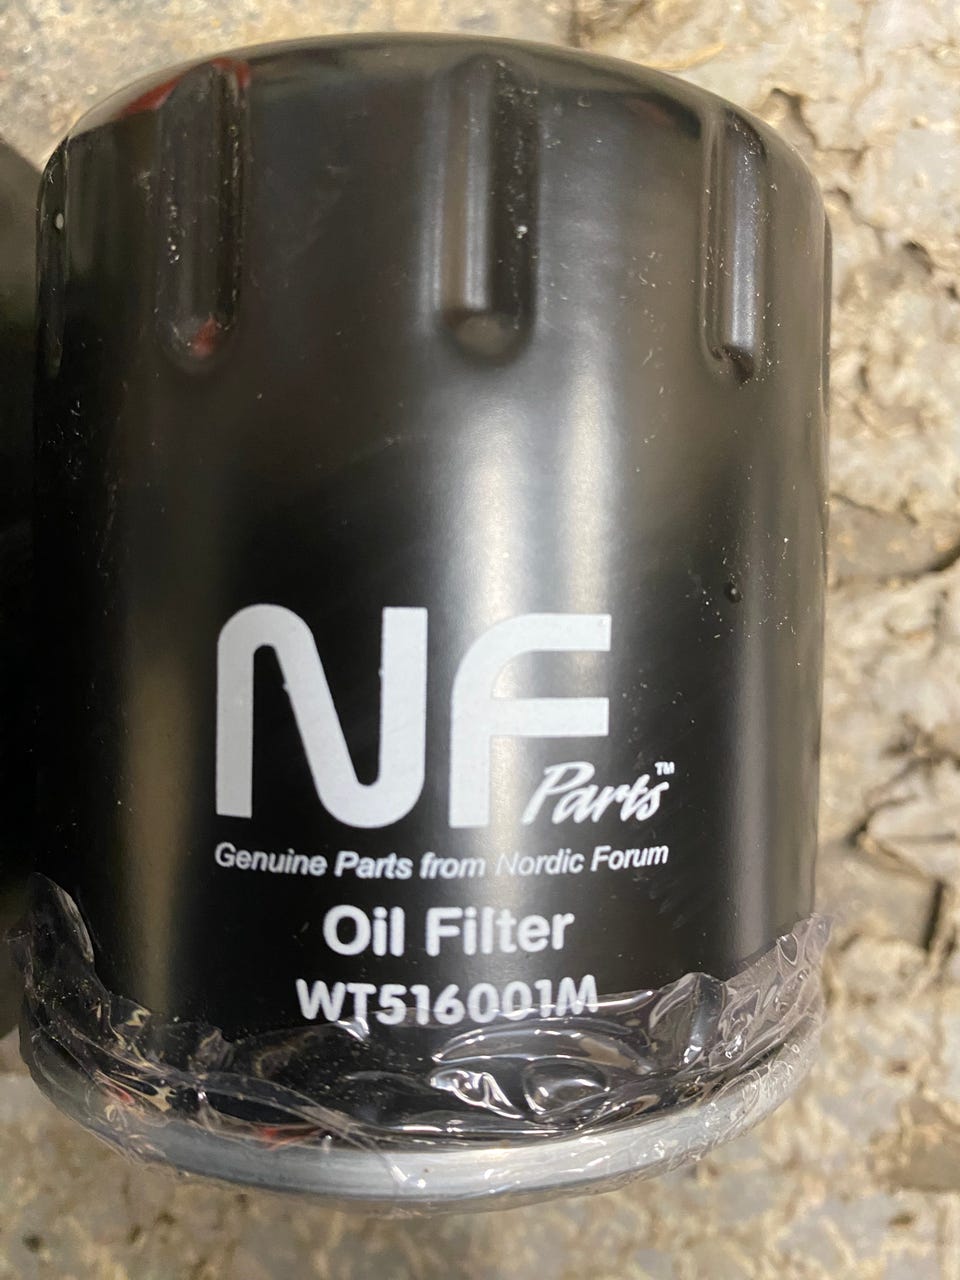 NF
Parts™
Genuine Parts from Nordic Forum
Oil Filter
WT516001M